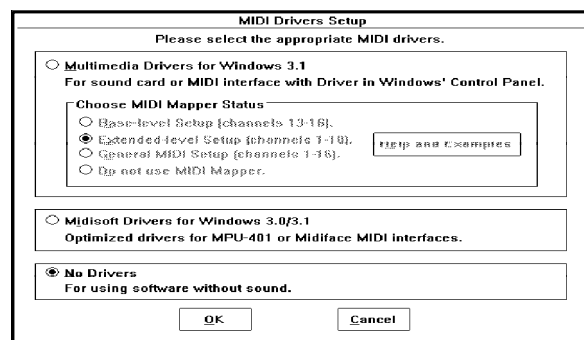 MIDI Drivers Setup
Please select the appropriate MIDI drivers.
Multimedia Drivers for Windows 3.1
For sound card or MIDI interface with Driver in Windows' Control Panel.
Choose MIDI Mapper Status
Base-level Setup (channels 13-16).
Extended-level Setup (channels 1-10).
General MIDI Setup (channels 1-16).
Do not use MIDI Mapper.
Help and Examples
Midisoft Drivers for Windows 3.0/3.1
Optimized drivers for MPU-401 or Midiface MIDI interfaces.
No Drivers
For using software without sound.
OK
Cancel